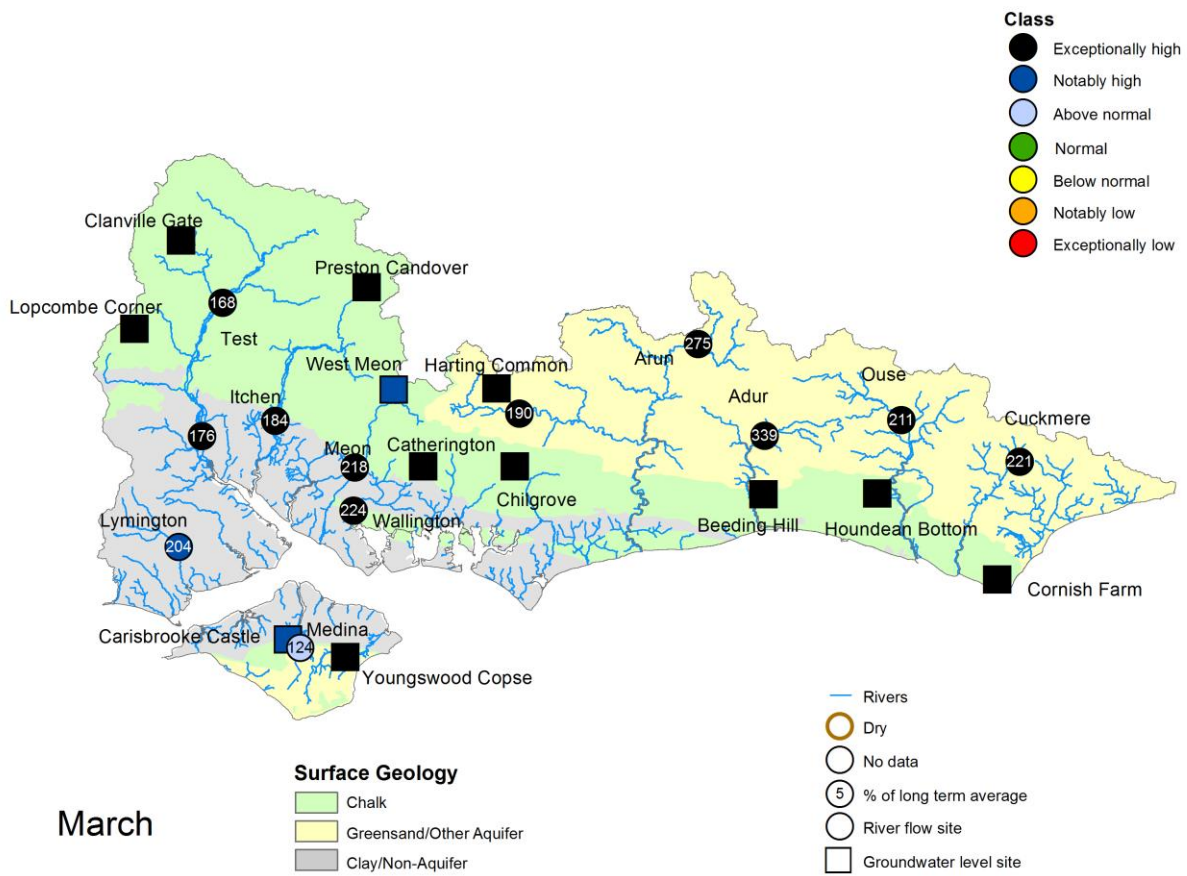 Class
Exceptionally high
Notably high
Above normal
Normal
Below normal
Notably low
Exceptionally low
Clanville Gate
Preston Candover
Lopcombe Corner
168
Test
275
Arun
West Meon
Harting Common
Ouse
Itchen
190
Adur
Cuckmere
184
211
176
339
Meon
Catherington
218
221
Chilgrove
224
Wallington
Beeding Hill
Houndean Bottom
Lymington
204
Cornish Farm
Carisbrooke Castle
Medina
124
Youngswood Copse
Rivers
Dry
No data
5 % of long term average
River flow site
Groundwater level site
Surface Geology
Chalk
Greensand/Other Aquifer
Clay/Non-Aquifer
March